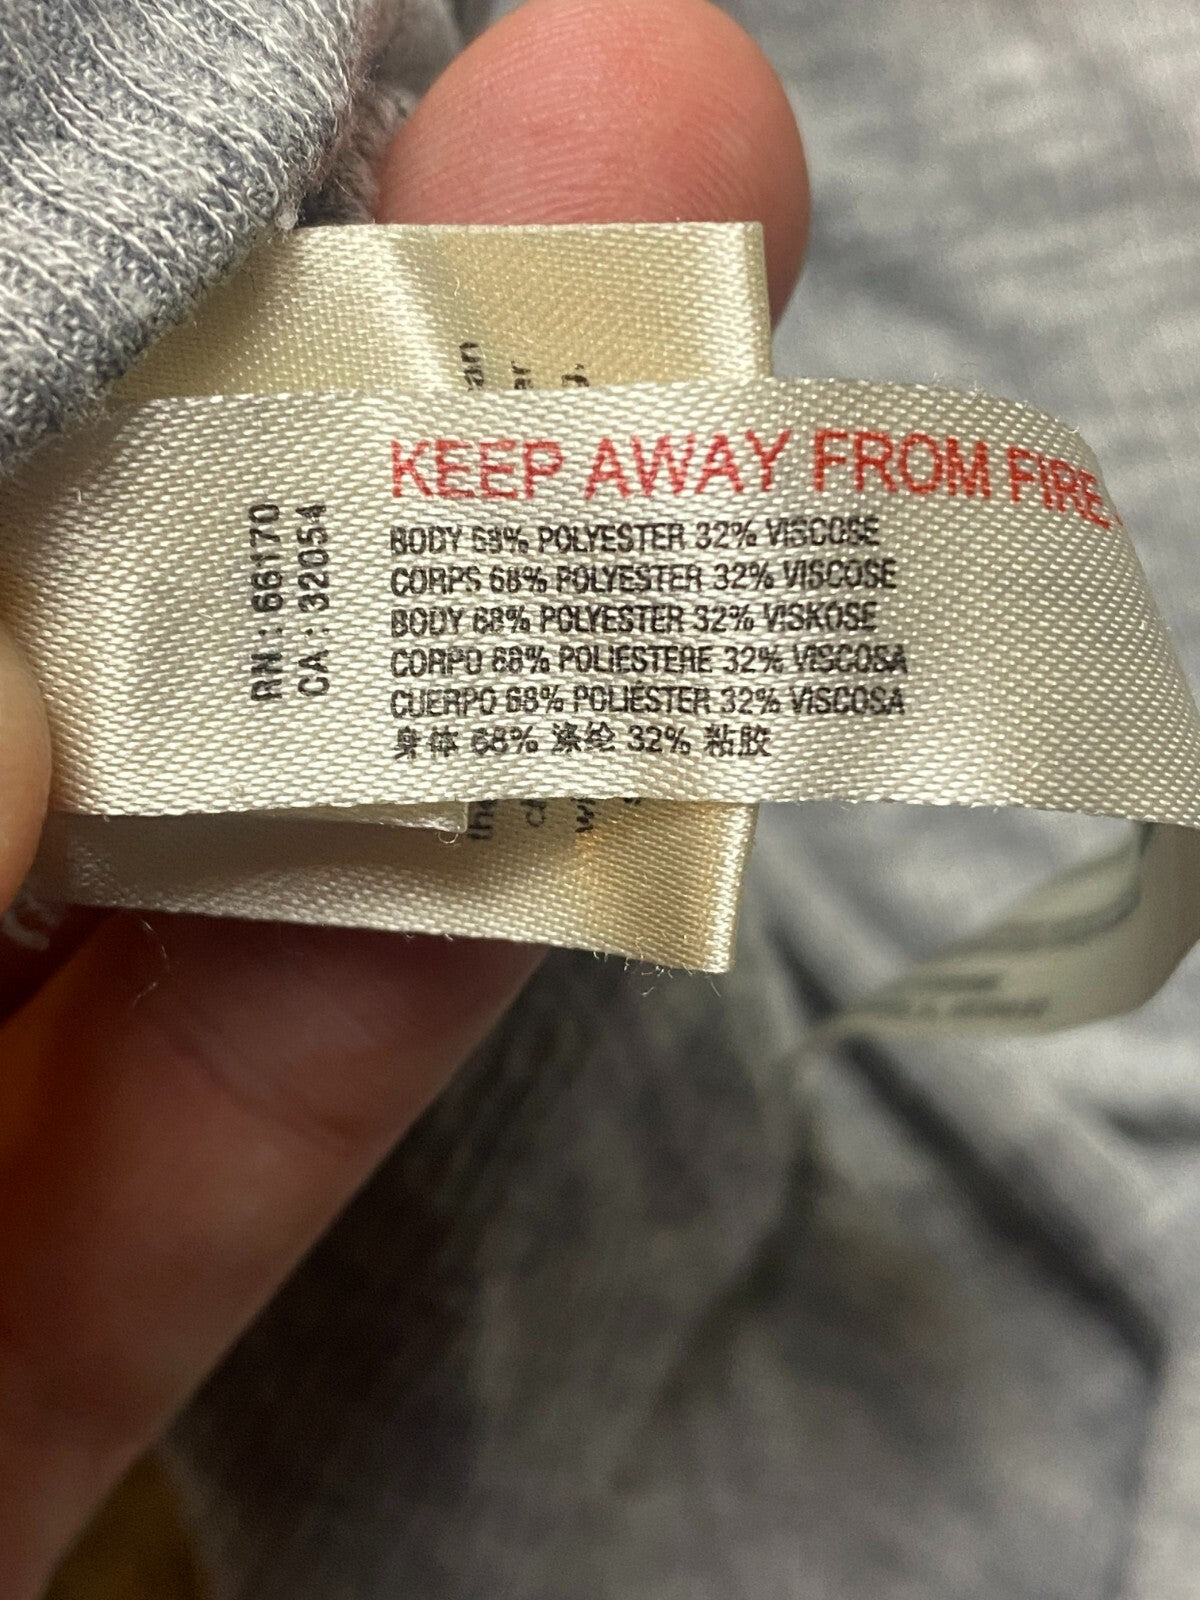 KEEP AWAY FROM FIRE
BODY 68% POLYESTER 32% VISCOSE
CORPS 68% POLYESTER 32% VISCOSE
BODY 68% POLYESTER 32% VISKOSE
CORPO 68% POLIESTERE 32% VISCOSA
CUERPO 68% POLIÉSTER 32% VISCOSA
身体 68% 涤纶 32% 粘胶
RN : 66170
CA : 32054